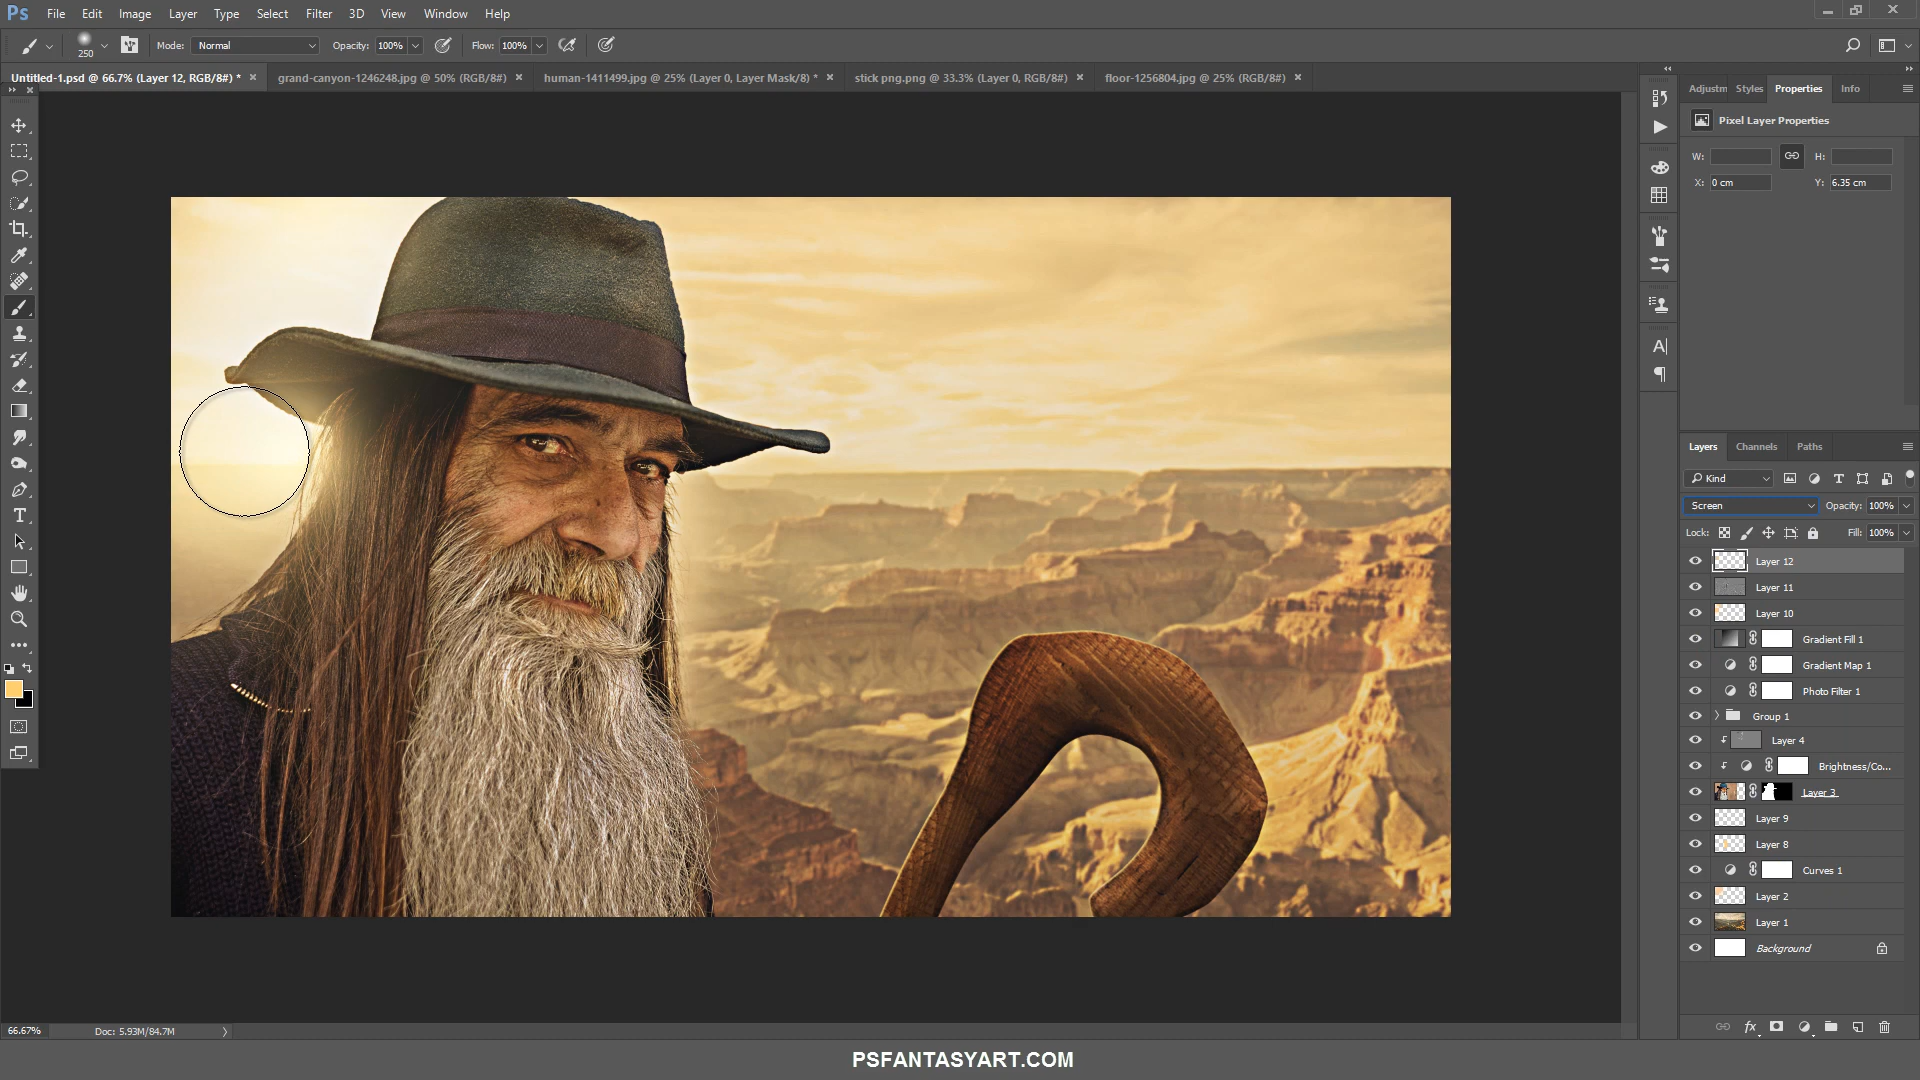 Ps File Edit Image Layer Type Select Filter 3D View Window Help
250 Mode: Normal Opacity: 100% Flow: 100%
Untitled-1.psd @ 66.7% (Layer 12, RGB/8#) * × grand-canyon-1246248.jpg @ 50% (RGB/8#) × human-1411499.jpg @ 25% (Layer 0, Layer Mask/8) * × stick png.png @ 33.3% (Layer 0, RGB/8#) × floor-1256804.jpg @ 25% (RGB/8#) ×
Adjustm Styles Properties Info
Pixel Layer Properties
W: H:
X: 0 cm Y: 6.35 cm
Layers Channels Paths
Kind
Screen Opacity: 100%
Lock: Fill: 100%
Layer 12
Layer 11
Layer 10
Gradient Fill 1
Gradient Map 1
Photo Filter 1
Group 1
Layer 4
Brightness/Co...
Layer 3
Layer 9
Layer 8
Curves 1
Layer 2
Layer 1
Background
66.67% Doc: 5.93M/84.7M
PSFANTASYART.COM